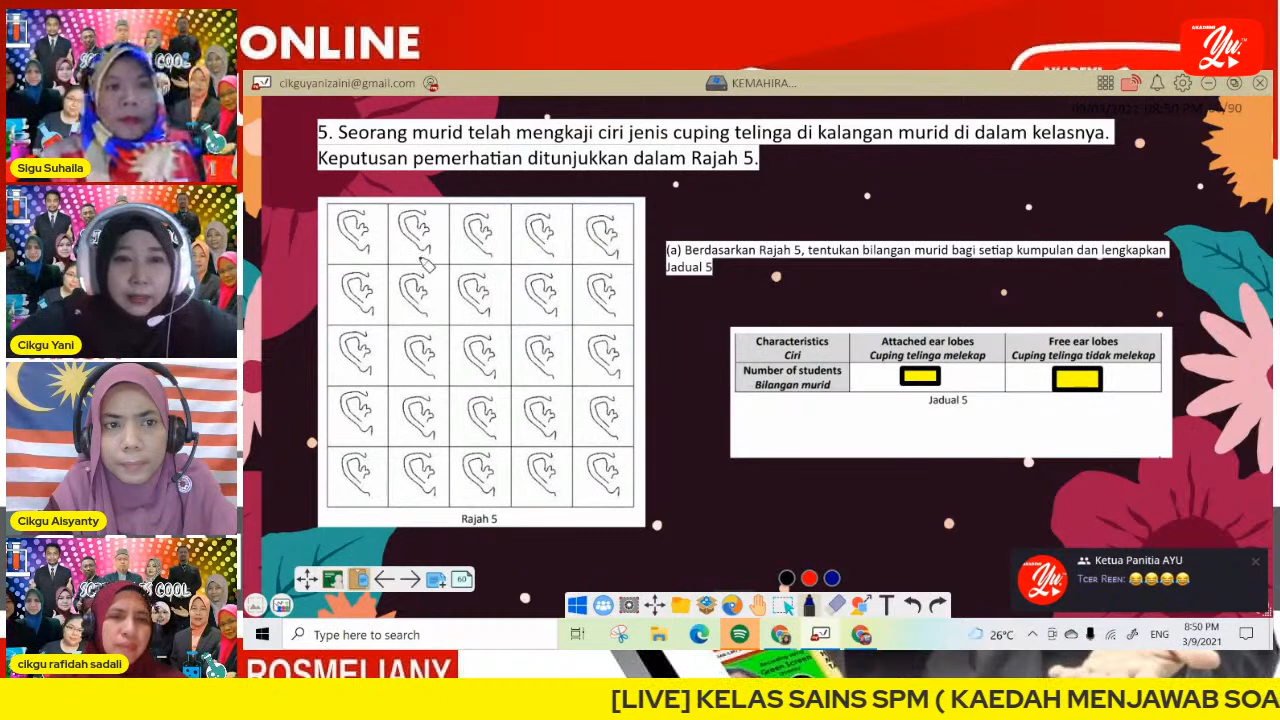 ONLINE
AKADEMI
Yu
cikguyanizaini@gmail.com
KEMAHIRA...
5. Seorang murid telah mengkaji ciri jenis cuping telinga di kalangan murid di dalam kelasnya.
Keputusan pemerhatian ditunjukkan dalam Rajah 5.
Sigu Suhaila
(a) Berdasarkan Rajah 5, tentukan bilangan murid bagi setiap kumpulan dan lengkapkan
Jadual 5
Cikgu Yani
Characteristics
Ciri
Attached ear lobes
Cuping telinga melekap
Free ear lobes
Cuping telinga tidak melekap
Number of students
Bilangan murid
Jadual 5
Rajah 5
Cikgu Aisyanty
Ketua Panitia AYU
Tcer Reen: 😂😂😂😂
60
Type here to search
26°C
ENG
8:50 PM
3/9/2021
cikgu rafidah sadali
ROSMELIANY
Green Screen
[LIVE] KELAS SAINS SPM ( KAEDAH MENJAWAB SOA